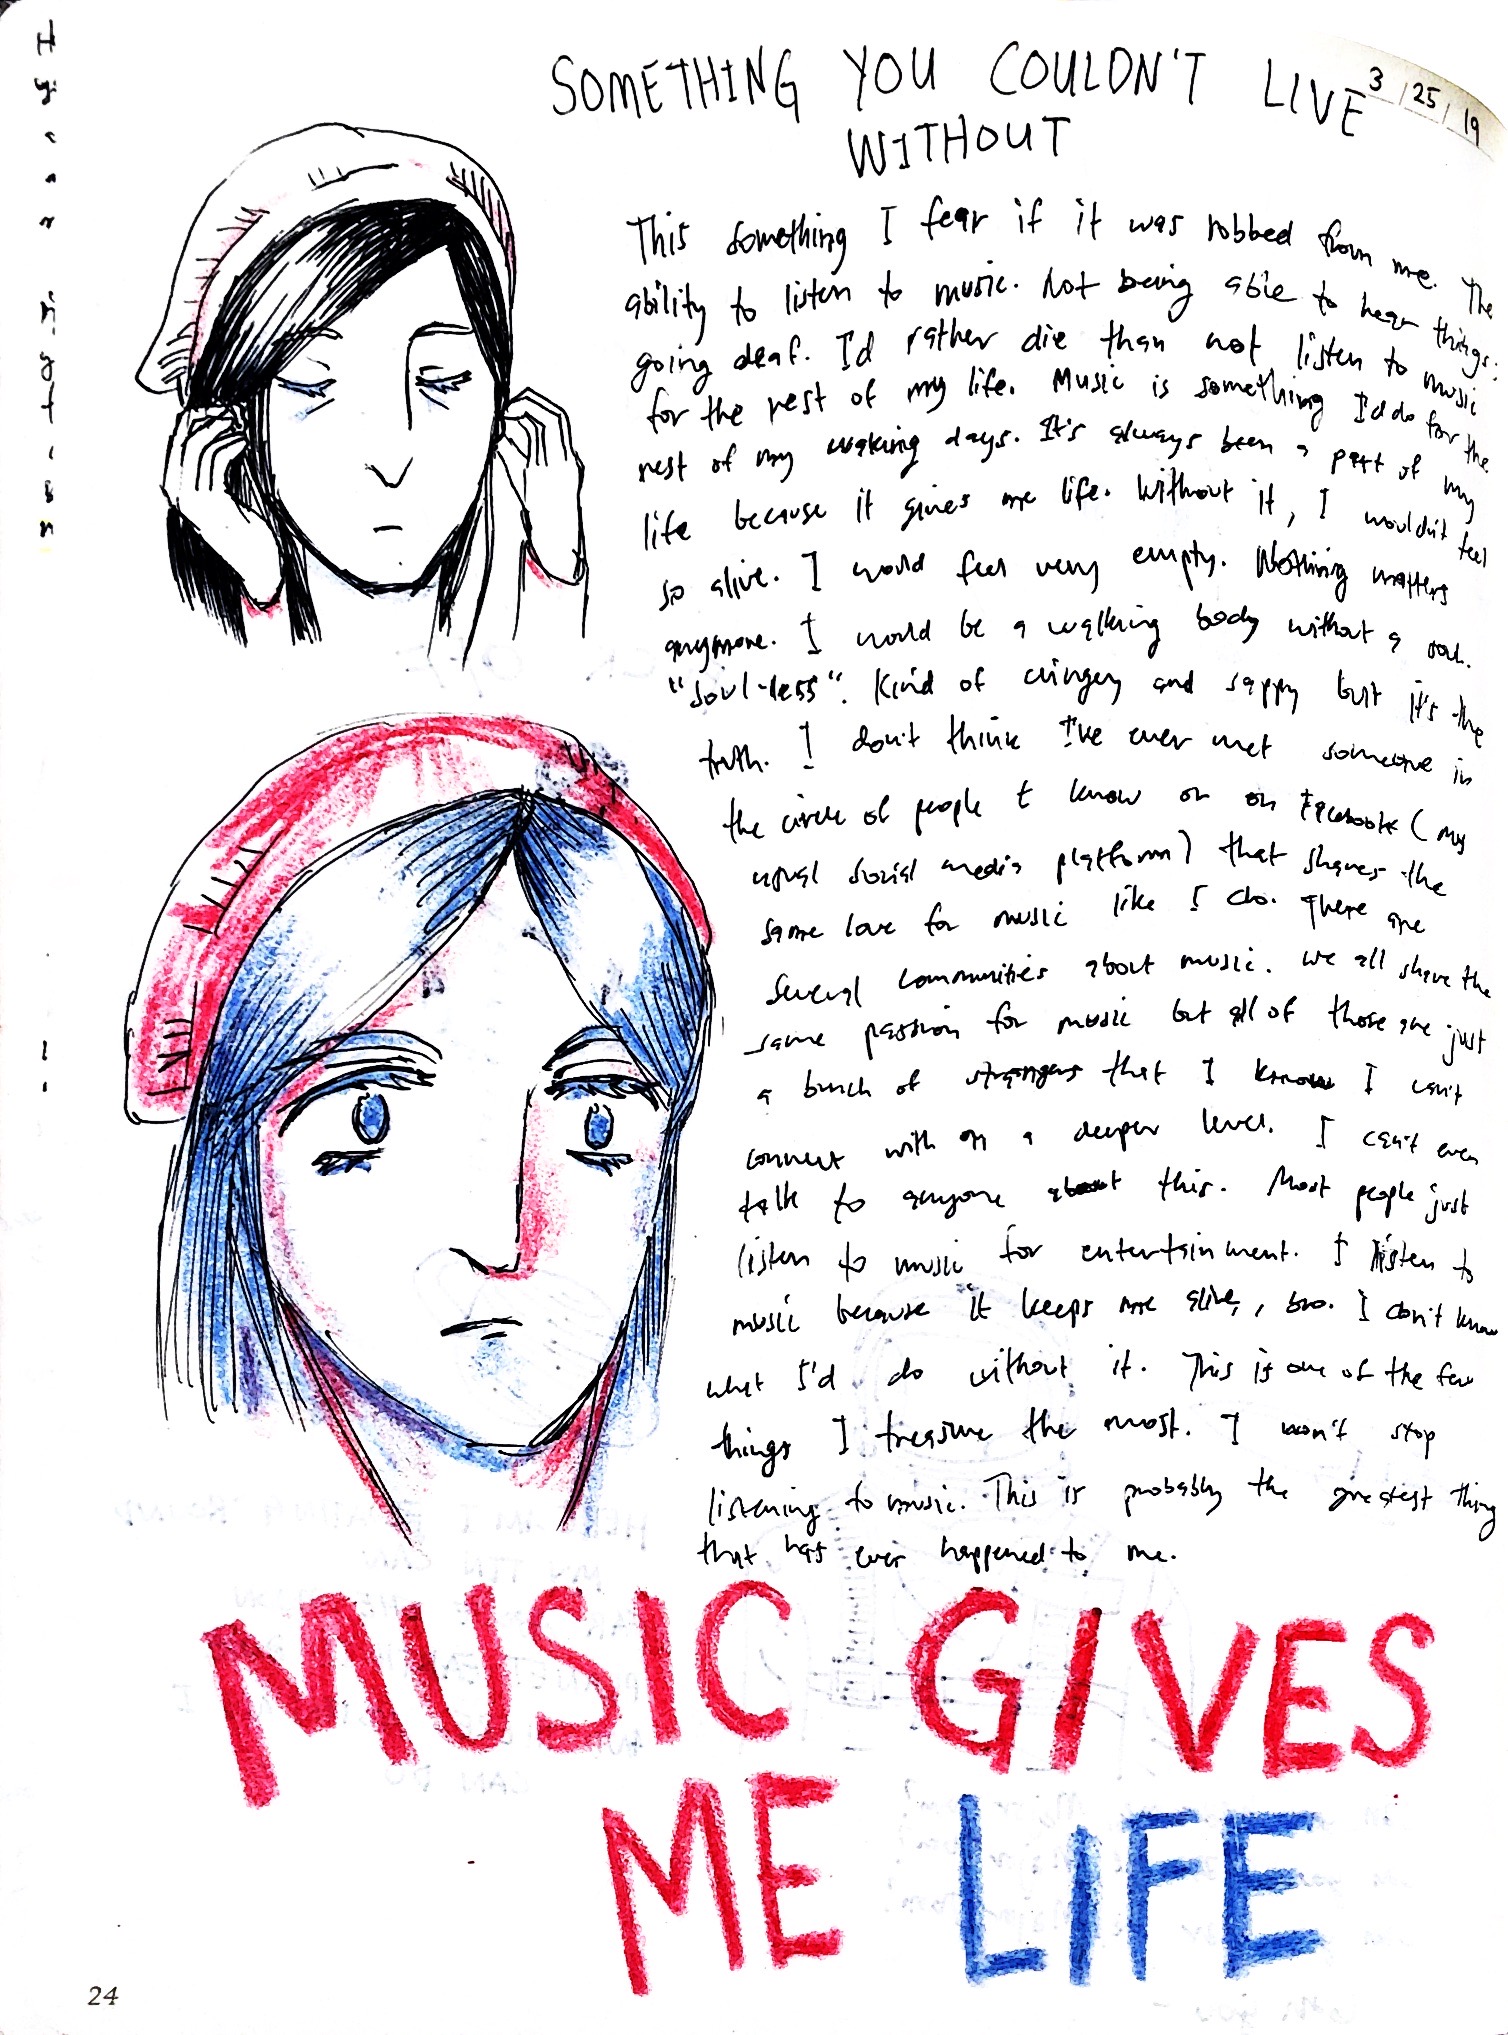 SOMETHING YOU COULDN'T LIVE
WITHOUT
3/25/19
This something I fear if it was robbed from me. The
ability to listen to music. Not being able to hear things:
going deaf. I'd rather die than not listen to music
for the rest of my life. Music is something I'd do for the
rest of my waking days. It's always been a part of my
life because it gives me life. Without it, I wouldn't feel
so alive. I would feel very empty. Nothing matters
anymore. I would be a walking body without a soul.
"Soul-less". Kind of cringey and sappy but it's the
truth. I don't think I've ever met someone in
the circle of people I know or on Facebook (my
usual social media platform) that shares the
same love for music like I do. There are
several communities about music. We all share the
same passion for music but all of those are just
a bunch of strangers that I know I can't
connect with on a deeper level. I can't even
talk to anyone about this. Most people just
listen to music for entertainment. I listen to
music because it keeps me alive, bro. I don't know
what I'd do without it. This is one of the few
things I treasure the most. I won't stop
listening to music. This is probably the greatest thing
that has ever happened to me.
MUSIC GIVES
ME LIFE
24